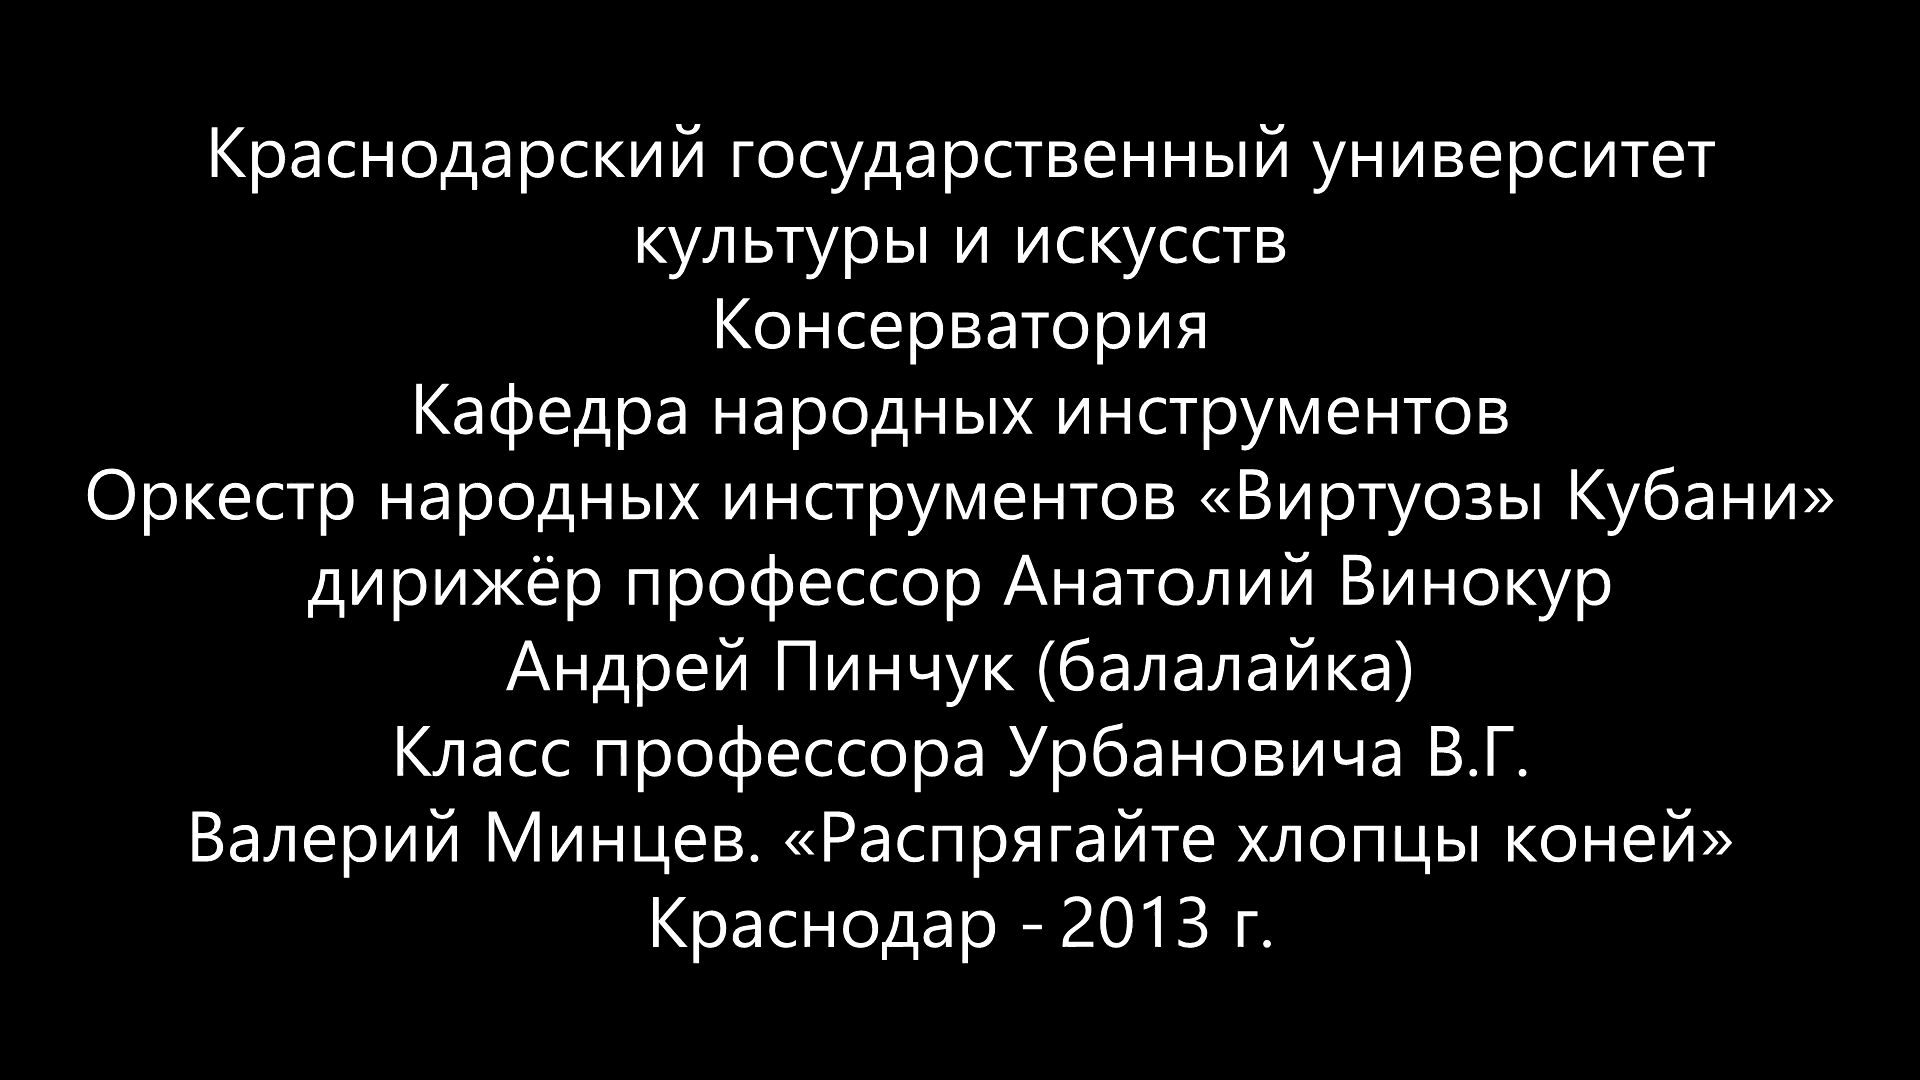 Краснодарский государственный университет
культуры и искусств
Консерватория
Кафедра народных инструментов
Оркестр народных инструментов «Виртуозы Кубани»
дирижёр профессор Анатолий Винокур
Андрей Пинчук (балалайка)
Класс профессора Урбановича В.Г.
Валерий Минцев. «Распрягайте хлопцы коней»
Краснодар - 2013 г.